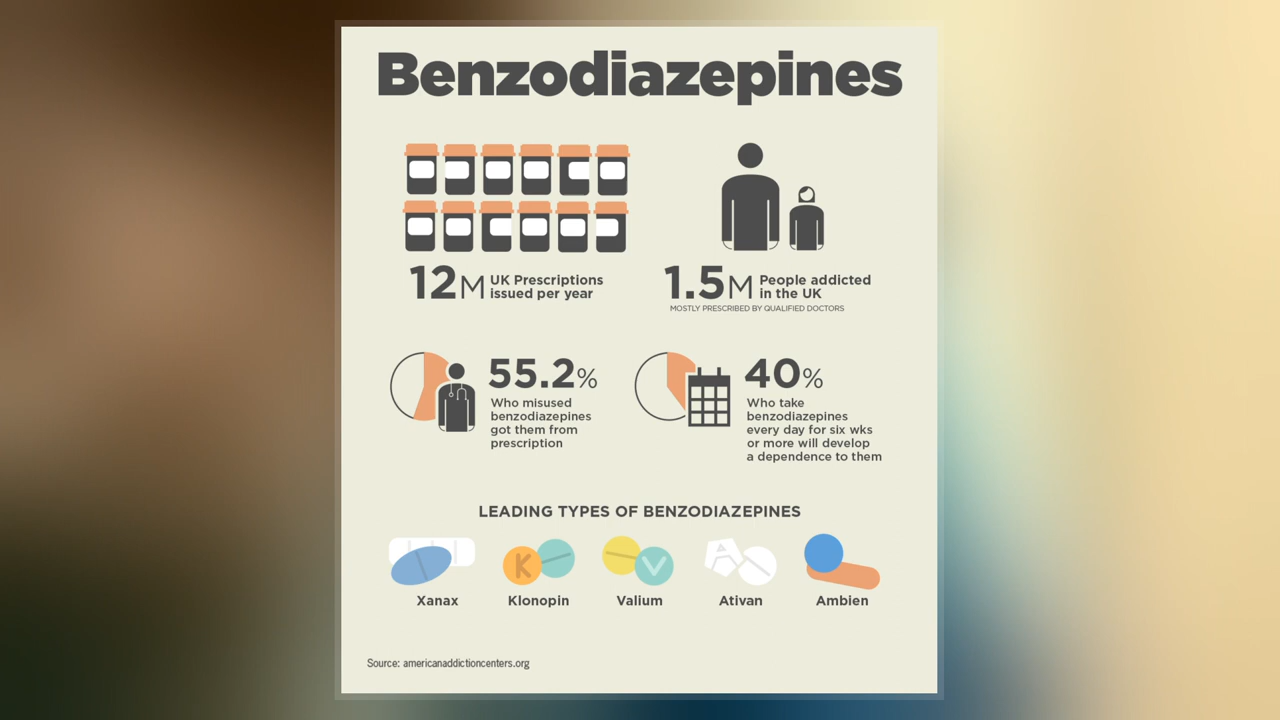 Benzodiazepines
12M UK Prescriptions
issued per year
1.5M People addicted
in the UK
MOSTLY PRESCRIBED BY QUALIFIED DOCTORS
55.2%
Who misused
benzodiazepines
got them from
prescription
40%
Who take
benzodiazepines
every day for six wks
or more will develop
a dependence to them
LEADING TYPES OF BENZODIAZEPINES
K
V
A
Xanax
Klonopin
Valium
Ativan
Ambien
Source: americanaddictioncenters.org